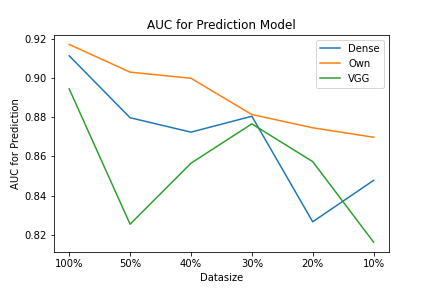 AUC for Prediction Model
Dense
Own
VGG
AUC for Prediction
0.92
0.90
0.88
0.86
0.84
0.82
100% 50% 40% 30% 20% 10%
Datasize